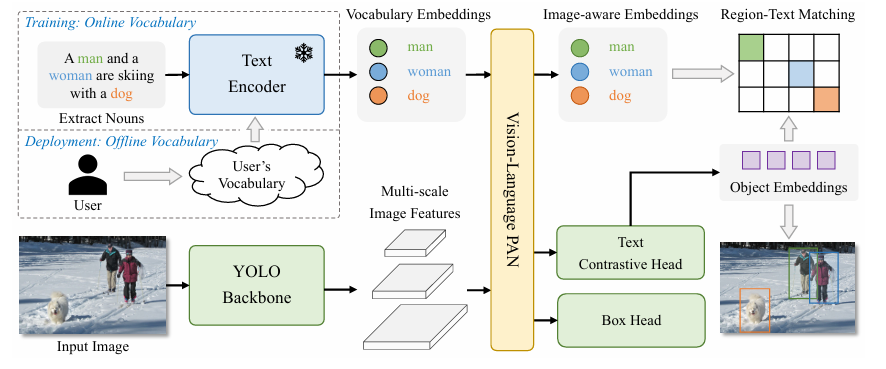 Training: Online Vocabulary
A man and a
woman are skiing
with a dog
Extract Nouns
Text
Encoder
Deployment: Offline Vocabulary
User
User's
Vocabulary
Vocabulary Embeddings
man
woman
dog
Multi-scale
Image Features
Input Image
YOLO
Backbone
Vision-Language PAN
Image-aware Embeddings
man
woman
dog
Region-Text Matching
Object Embeddings
Text
Contrastive Head
Box Head